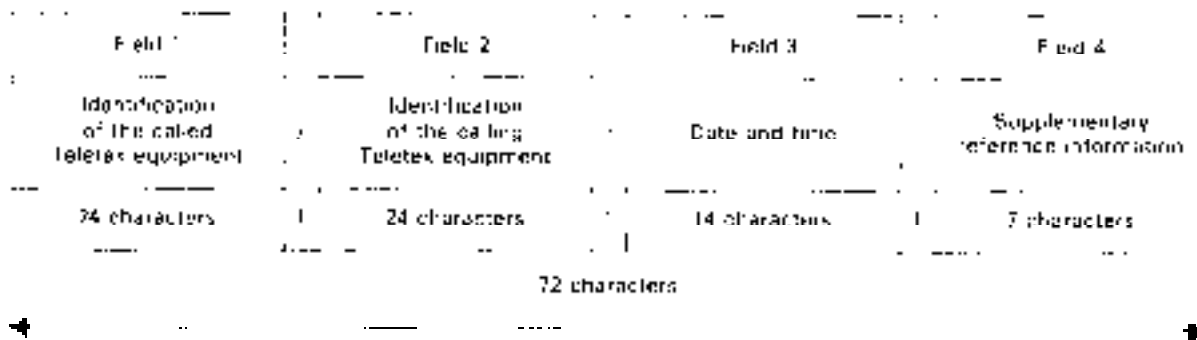 Field 1 Field 2 Field 3 Field 4
Identification Identification
of the called / of the calling / Date and time / Supplementary
Teletex equipment Teletex equipment reference information
24 characters / 24 characters / 14 characters / 7 characters
72 characters